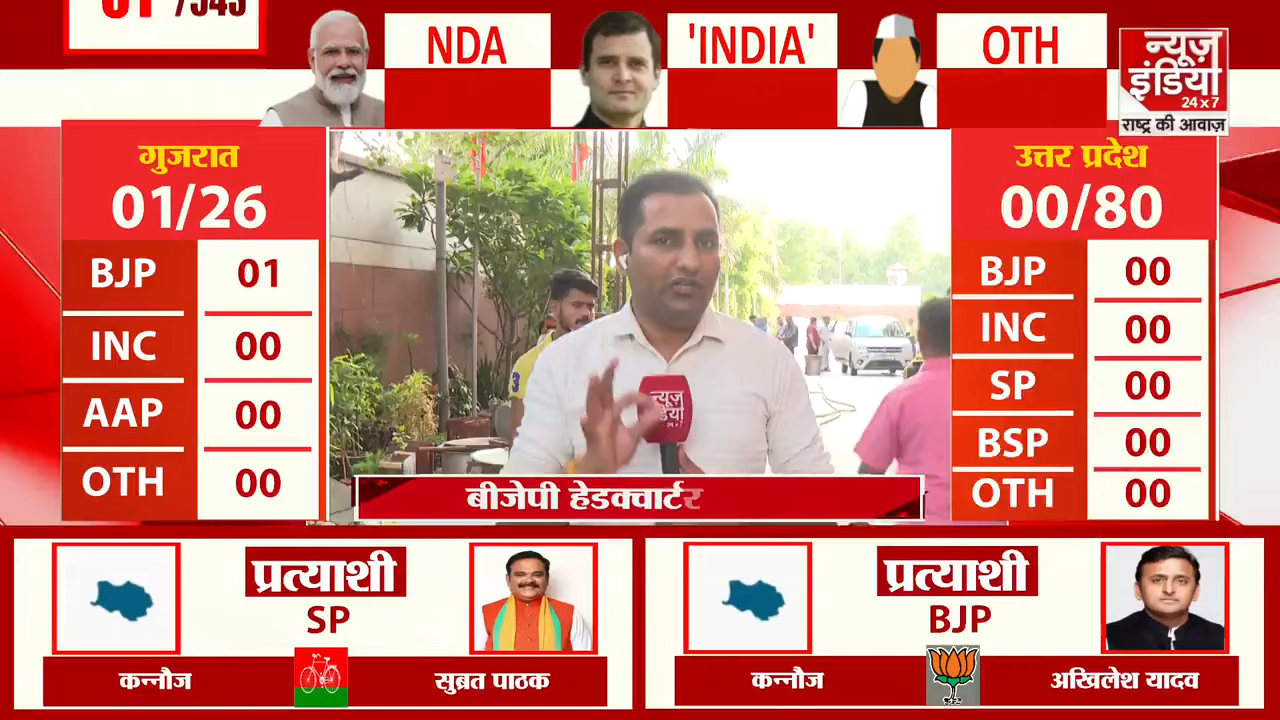 /543
NDA
'INDIA'
OTH
न्यूज़
इंडिया
24x7
राष्ट्र की आवाज़
गुजरात
01/26
BJP 01
INC 00
AAP 00
OTH 00
उत्तर प्रदेश
00/80
BJP 00
INC 00
SP 00
BSP 00
OTH 00
3
न्यूज़
इंडिया
24x7
बीजेपी हेडक्वार्टर
प्रत्याशी
SP
कन्नौज
सुब्रत पाठक
प्रत्याशी
BJP
कन्नौज
अखिलेश यादव